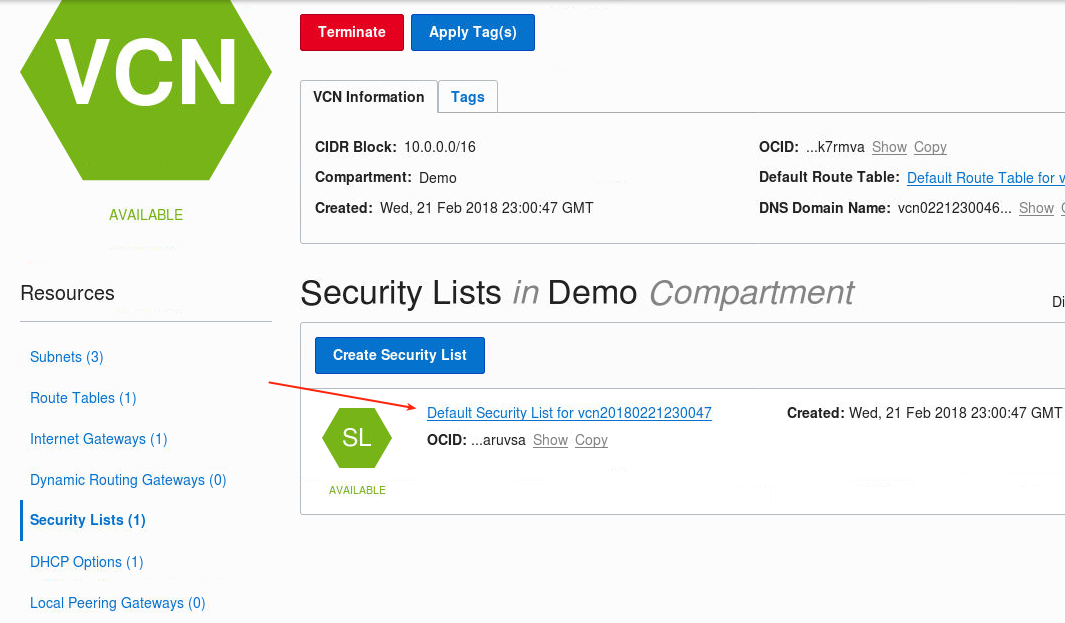 VCN
AVAILABLE
Terminate Apply Tag(s)
VCN Information Tags
CIDR Block: 10.0.0.0/16
Compartment: Demo
Created: Wed, 21 Feb 2018 23:00:47 GMT
OCID: ...k7rmva Show Copy
Default Route Table: Default Route Table for v
DNS Domain Name: vcn0221230046... Show
Resources
Subnets (3)
Route Tables (1)
Internet Gateways (1)
Dynamic Routing Gateways (0)
Security Lists (1)
DHCP Options (1)
Local Peering Gateways (0)
Security Lists in Demo Compartment
Di
Create Security List
SL
AVAILABLE
Default Security List for vcn20180221230047
OCID: ...aruvsa Show Copy
Created: Wed, 21 Feb 2018 23:00:47 GMT